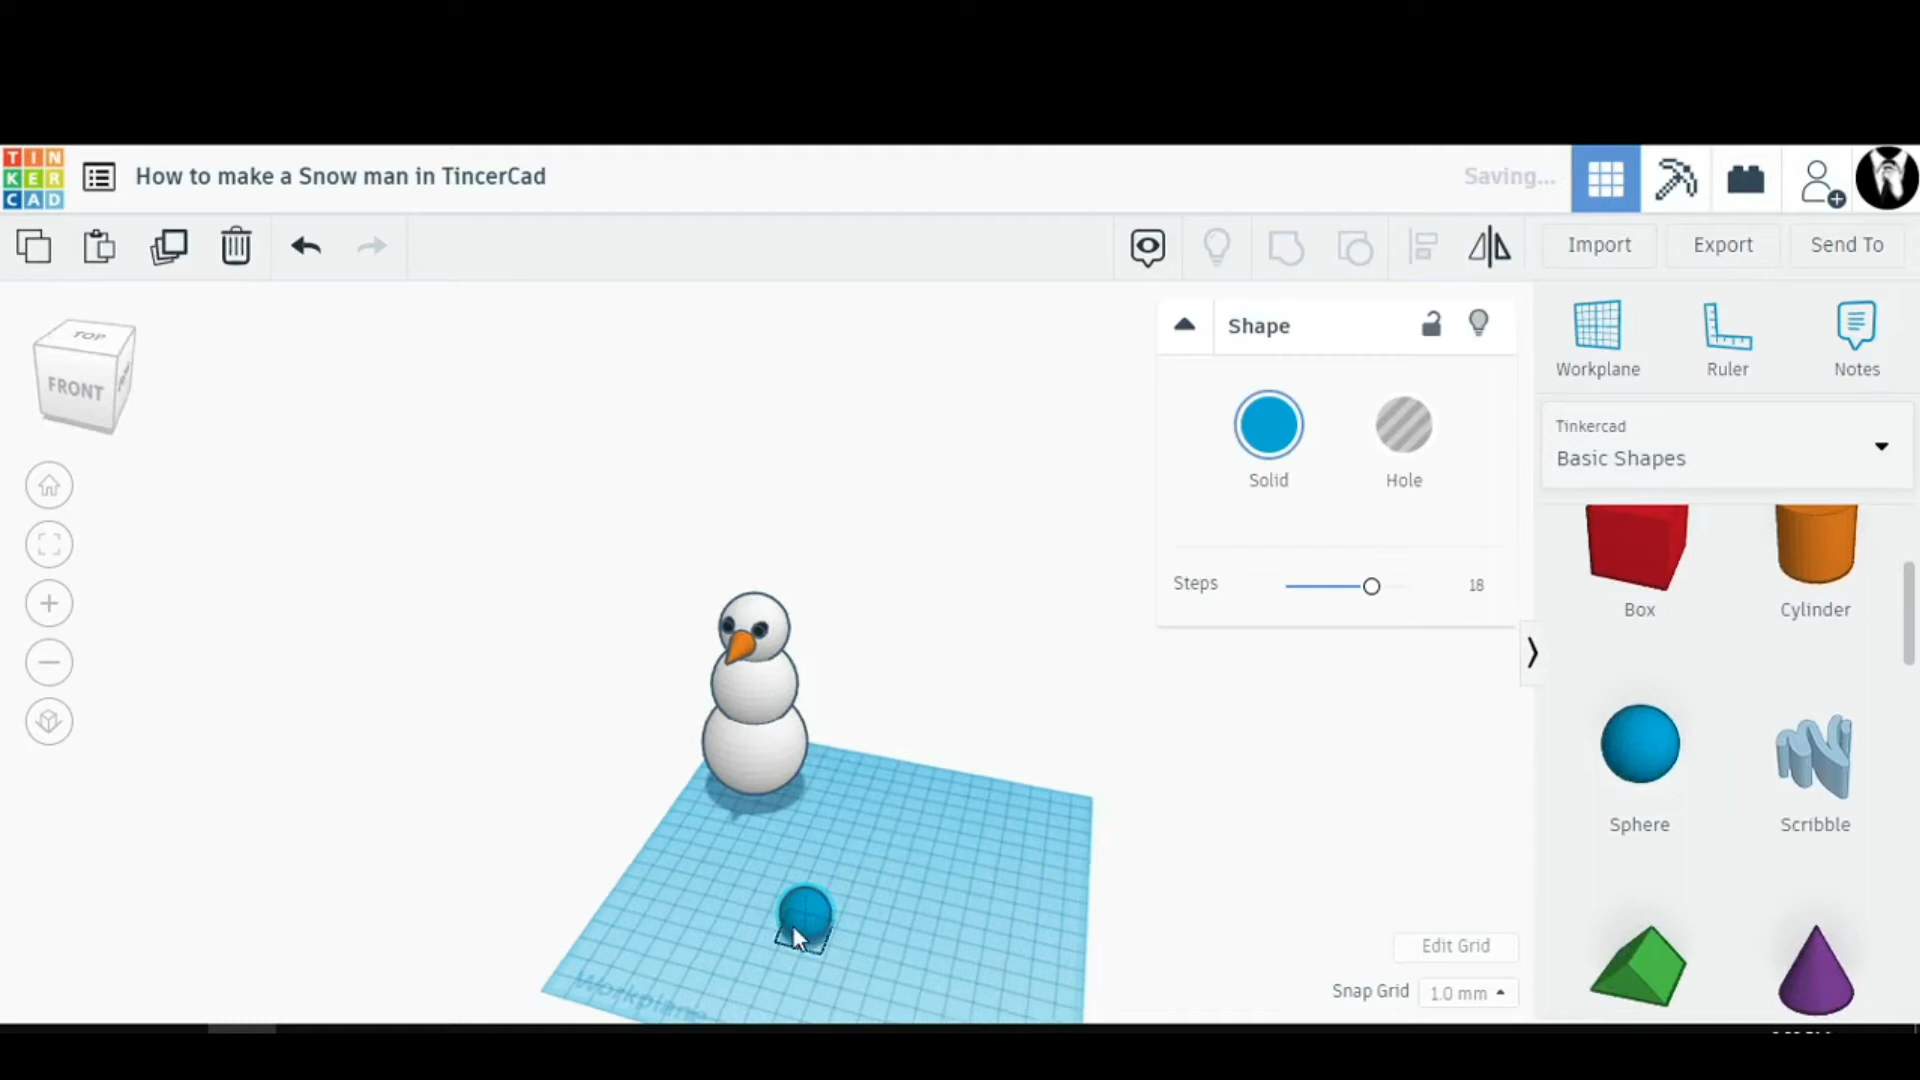 TIN
KER
CAD
How to make a Snow man in TincerCad
Saving...
Import
Export
Send To
TOP
FRONT
Shape
Solid
Hole
Steps
18
Workplane
Ruler
Notes
Tinkercad
Basic Shapes
Box
Cylinder
Sphere
Scribble
Workplane
Edit Grid
Snap Grid
1.0 mm